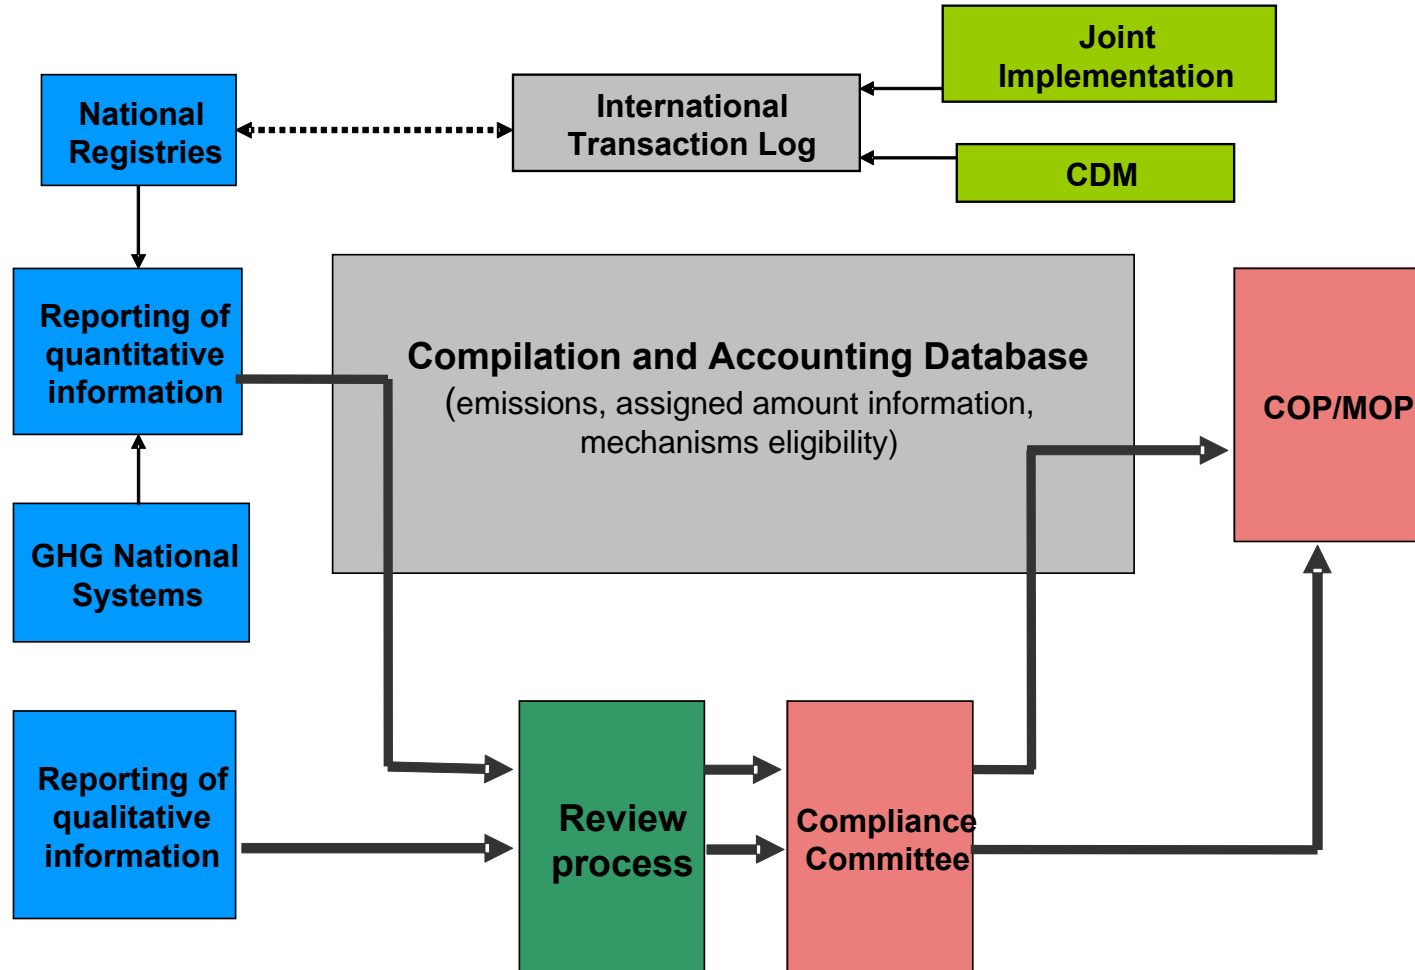 Joint
Implementation
National
Registries
International
Transaction Log
CDM
Reporting of
quantitative
information
Compilation and Accounting Database
(emissions, assigned amount information,
mechanisms eligibility)
COP/MOP
GHG National
Systems
Reporting of
qualitative
information
Review
process
Compliance
Committee